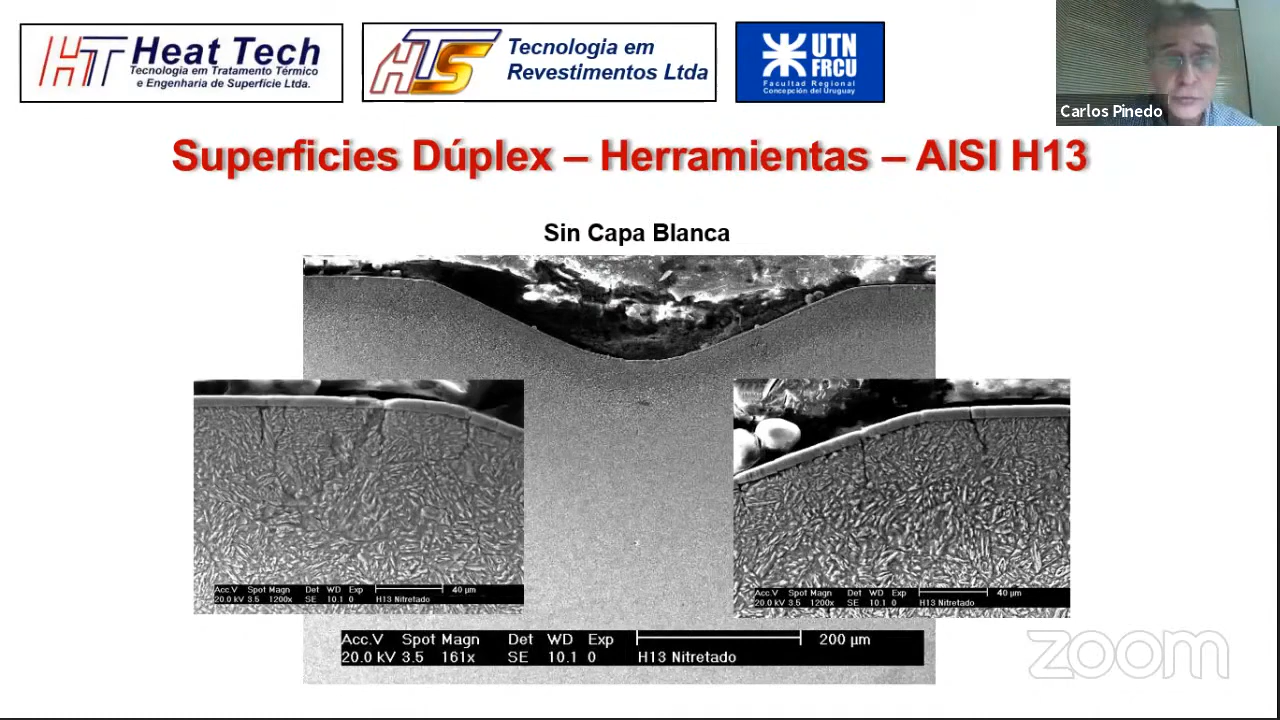 HT Heat Tech
Tecnologia em Tratamento Térmico
e Engenharia de Superfície Ltda.
HTS Tecnologia em
Revestimentos Ltda
UTN
FRCU
Facultad Regional
Concepción del Uruguay
Carlos Pinedo
Superficies Dúplex – Herramientas – AISI H13
Sin Capa Blanca
Acc.V Spot Magn Det WD Exp 40 µm
20.0 kV 3.5 1200x SE 10.1 0 H13 Nitretado
Acc.V Spot Magn Det WD Exp 40 µm
20.0 kV 3.5 1200x SE 10.1 0 H13 Nitretado
Acc.V Spot Magn Det WD Exp 200 µm
20.0 kV 3.5 161x SE 10.1 0 H13 Nitretado
zoom